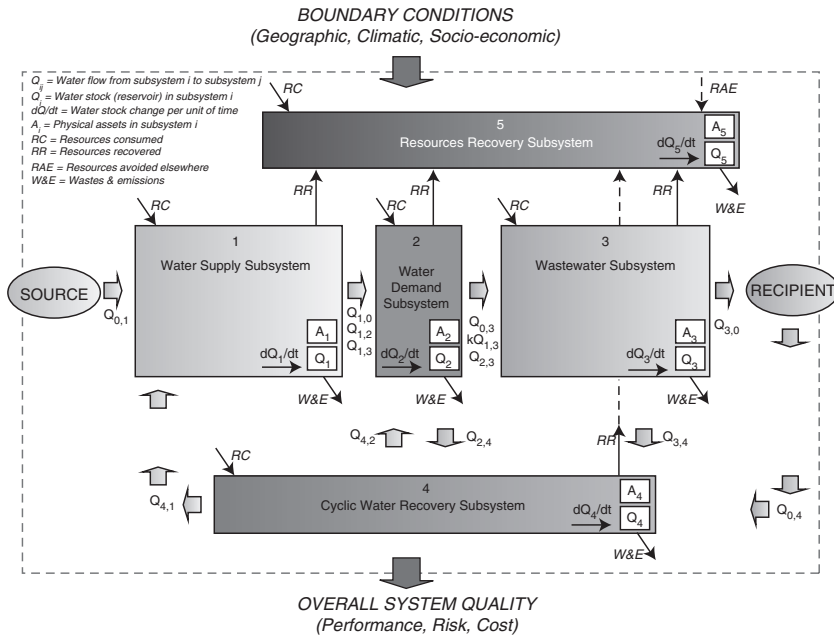 BOUNDARY CONDITIONS
(Geographic, Climatic, Socio-economic)
Qij = Water flow from subsystem i to subsystem j
Qi = Water stock (reservoir) in subsystem i
dQ/dt = Water stock change per unit of time
Ai = Physical assets in subsystem i
RC = Resources consumed
RR = Resources recovered
RAE = Resources avoided elsewhere
W&E = Wastes & emissions
RC
RAE
5
Resources Recovery Subsystem
A5
dQ5/dt
Q5
W&E
RR
RR
RR
RC
RC
RC
1
Water Supply Subsystem
A1
dQ1/dt
Q1
W&E
2
Water
Demand
Subsystem
A2
dQ2/dt
Q2
W&E
3
Wastewater Subsystem
A3
dQ3/dt
Q3
W&E
SOURCE
Q0,1
Q1,0
Q1,2
Q1,3
Q0,3
kQ1,3
Q2,3
RECIPIENT
Q3,0
Q4,2
Q2,4
RR
Q3,4
RC
4
Cyclic Water Recovery Subsystem
A4
dQ4/dt
Q4
W&E
Q4,1
Q0,4
OVERALL SYSTEM QUALITY
(Performance, Risk, Cost)